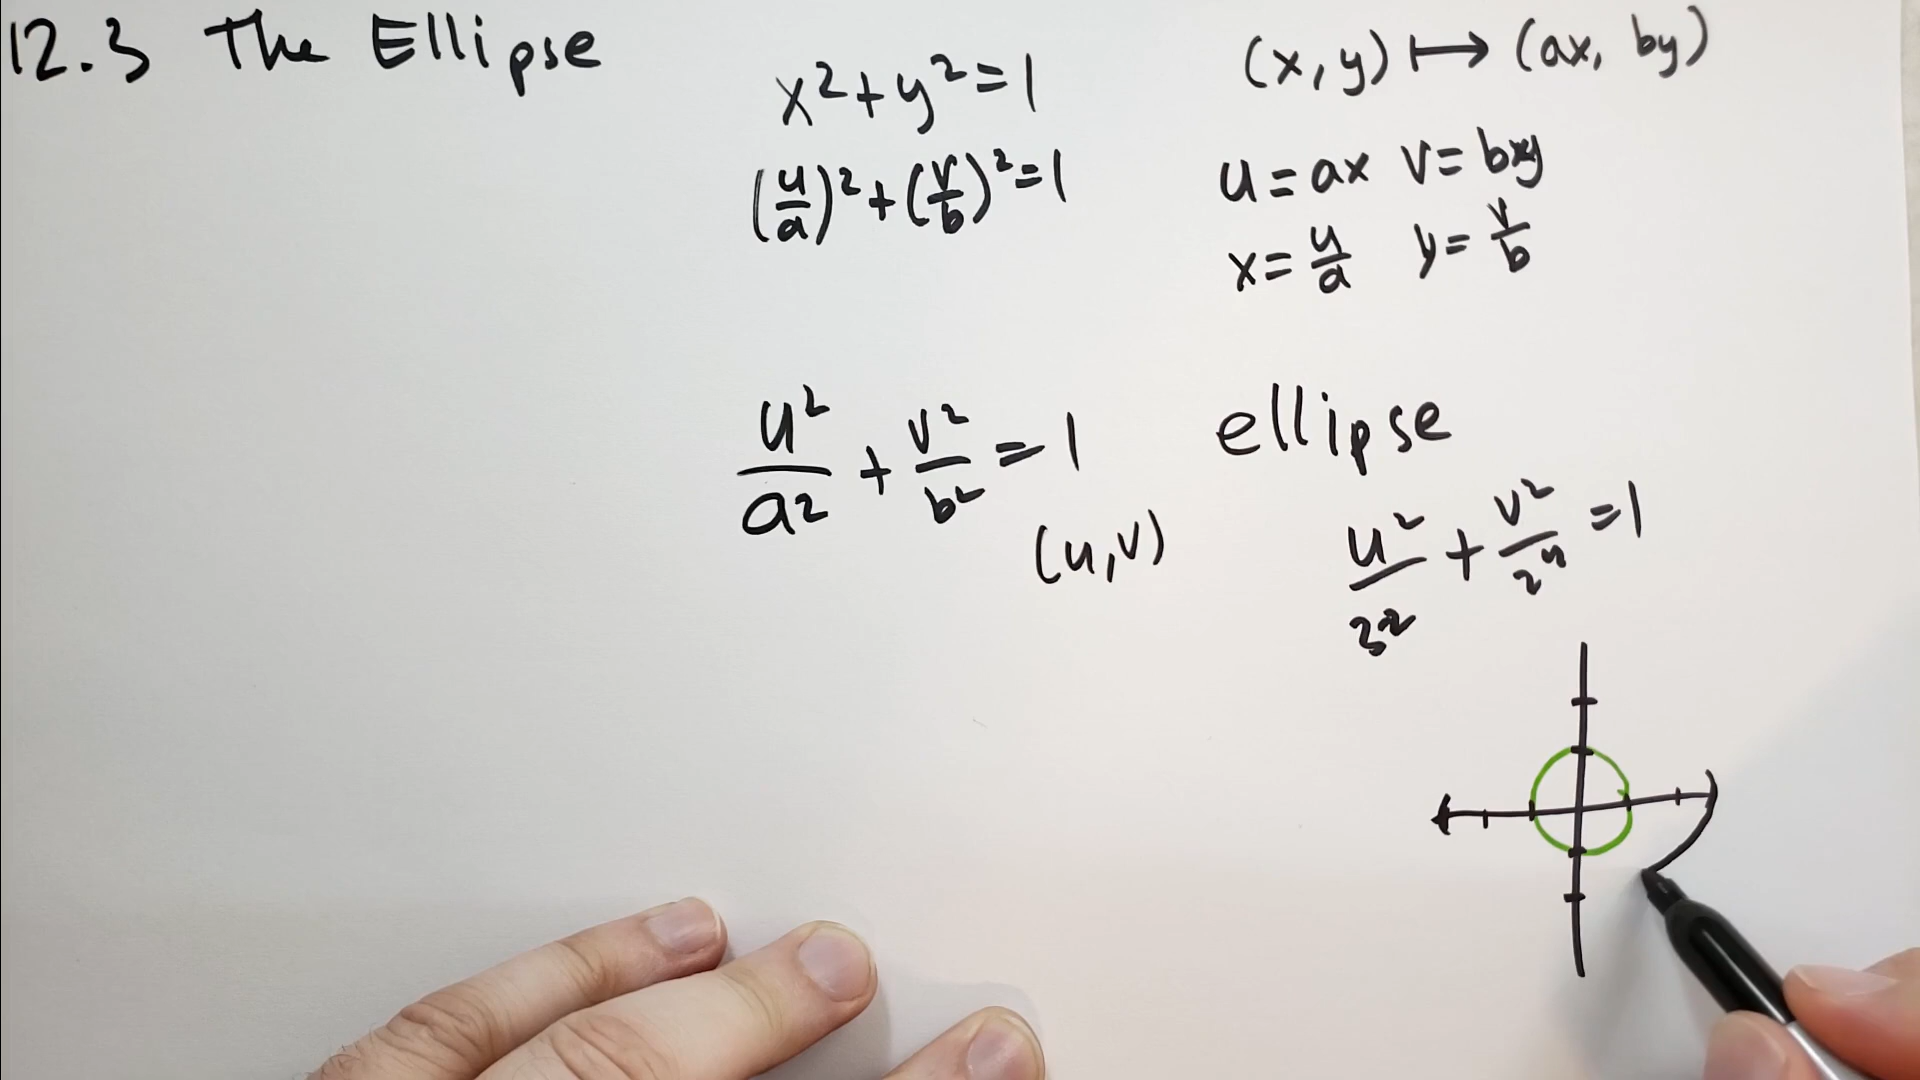 12.3 The Ellipse
x²+y²=1
(u/a)²+(v/b)²=1
u²/a² + v²/b² = 1
(u,v)
(x,y) ↦ (ax, by)
u=ax v=by
x=u/a y=v/b
ellipse
u²/3² + v²/2² =1